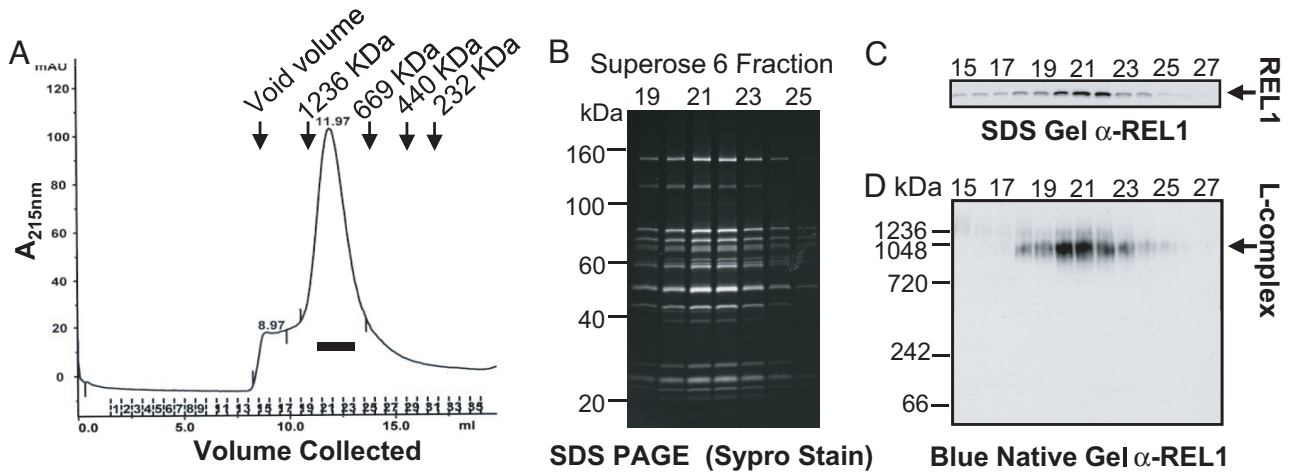 A
mAU
120
100
80
60
40
20
0
A215nm
Void volume
1236 KDa
669 KDa
440 KDa
232 KDa
11.97
8.97
1 2 3 4 5 6 7 8 9 11 13 15 17 19 21 23 25 27 29 31 33 35
0.0 5.0 10.0 15.0 ml
Volume Collected
B
Superose 6 Fraction
19 21 23 25
kDa
160
100
60
40
20
SDS PAGE (Sypro Stain)
C
15 17 19 21 23 25 27
REL1
SDS Gel α-REL1
D kDa
15 17 19 21 23 25 27
1236
1048
720
242
66
L-complex
Blue Native Gel α-REL1